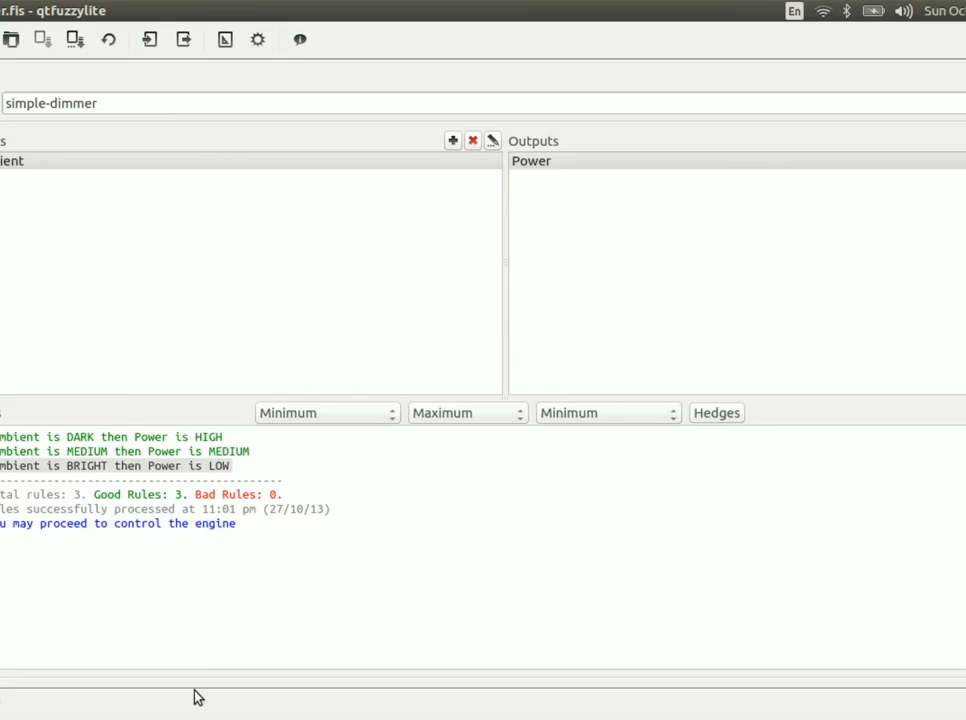 r.fis - qtfuzzylite
En
Sun Oc
simple-dimmer
s
Outputs
ient
Power
s
Minimum
Maximum
Minimum
Hedges
mbient is DARK then Power is HIGH
mbient is MEDIUM then Power is MEDIUM
mbient is BRIGHT then Power is LOW
-------------------------------------------
tal rules: 3. Good Rules: 3. Bad Rules: 0.
les successfully processed at 11:01 pm (27/10/13)
u may proceed to control the engine